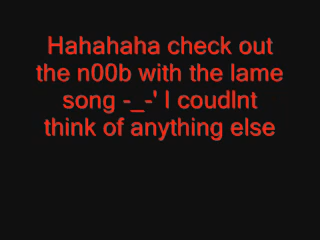 Hahahaha check out
the n00b with the lame
song -_-' I coudlnt
think of anything else